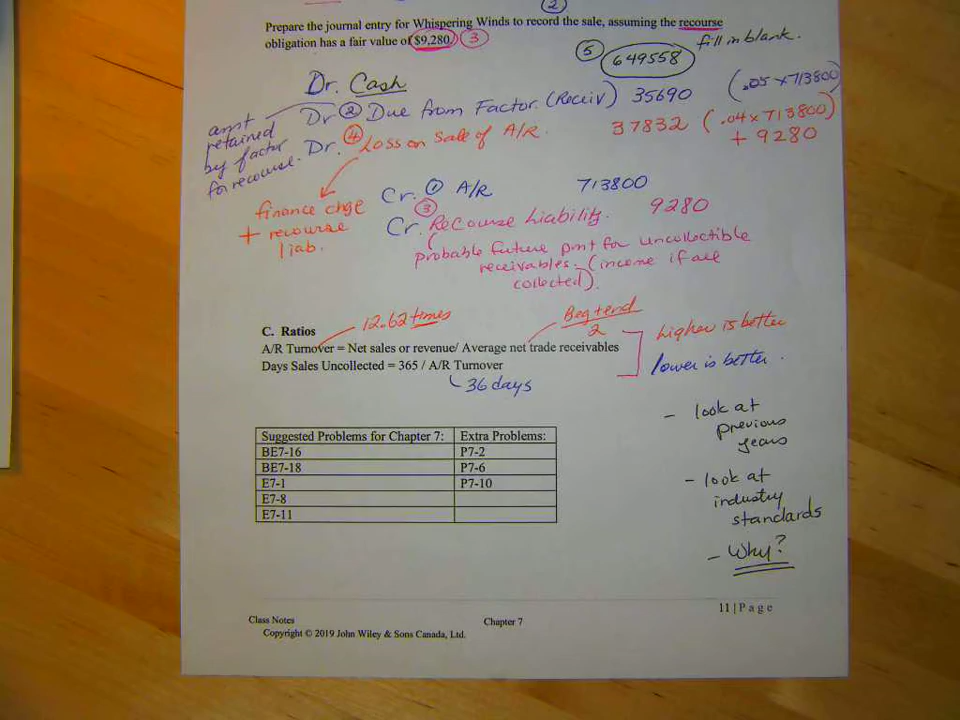 ②
Prepare the journal entry for Whispering Winds to record the sale, assuming the recourse
obligation has a fair value of $9,280. ③
⑤ 649558 fill in blank.
Dr. Cash
Dr ② Due from Factor (Receiv) 35690 (.05 x 713800)
amt
retained
by factor
for recourse.
Dr. ④ Loss on sale of A/R. 37832 (.04 x 713800)
+ 9280
finance chge
+ recourse
liab.
Cr. ① A/R 713800
Cr. ③ Recourse Liability. 9280
probable future pmt for uncollectible
receivables. (income if all
collected).
12.62 times
Beg + end
2
C. Ratios
A/R Turnover = Net sales or revenue/ Average net trade receivables
Days Sales Uncollected = 365 / A/R Turnover
36 days
higher is better
lower is better.
- look at
previous
years
- look at
industry
standards
- Why?
Suggested Problems for Chapter 7: Extra Problems:
BE7-16 P7-2
BE7-18 P7-6
E7-1 P7-10
E7-8
E7-11
11 | P a g e
Class Notes Chapter 7
Copyright © 2019 John Wiley & Sons Canada, Ltd.